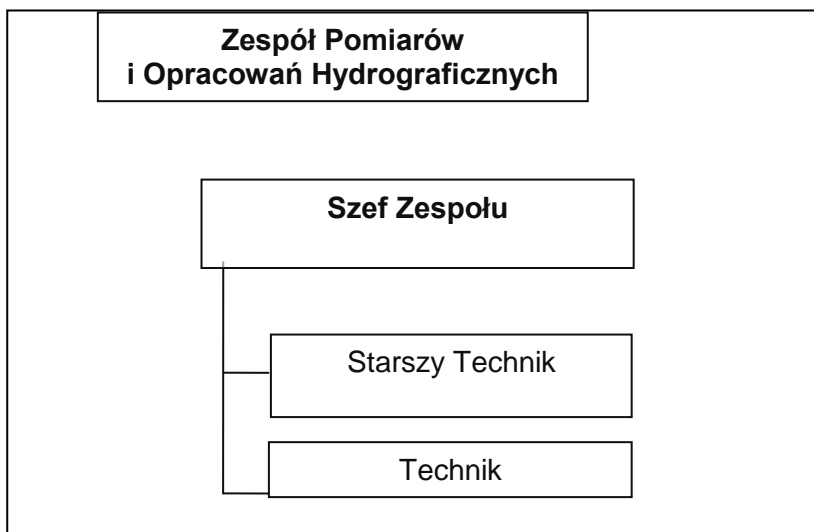 Zespół Pomiarów
i Opracowań Hydrograficznych
Szef Zespołu
Starszy Technik
Technik